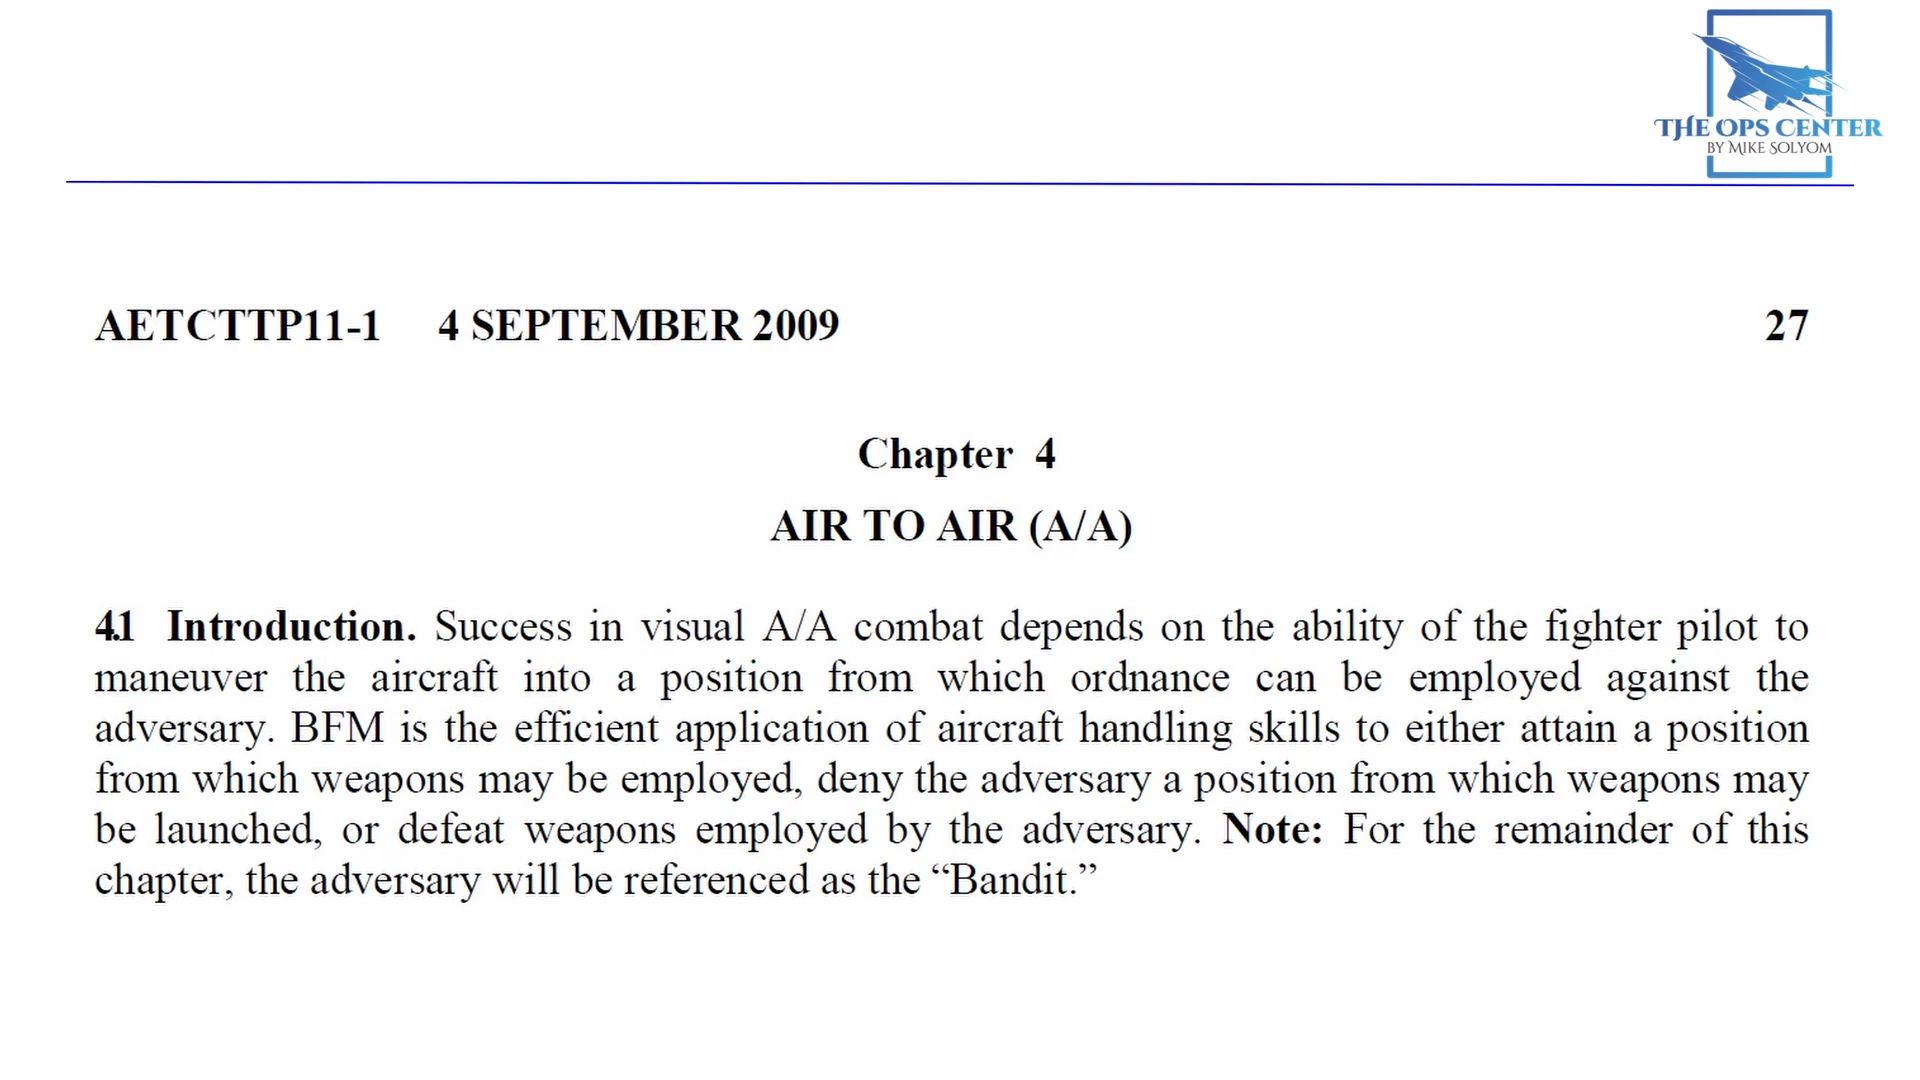 THE OPS CENTER
BY MIKE SOLYOM
AETCTTP11-1 4 SEPTEMBER 2009 27
Chapter 4
AIR TO AIR (A/A)
4.1 Introduction. Success in visual A/A combat depends on the ability of the fighter pilot to
maneuver the aircraft into a position from which ordnance can be employed against the
adversary. BFM is the efficient application of aircraft handling skills to either attain a position
from which weapons may be employed, deny the adversary a position from which weapons may
be launched, or defeat weapons employed by the adversary. Note: For the remainder of this
chapter, the adversary will be referenced as the “Bandit.”